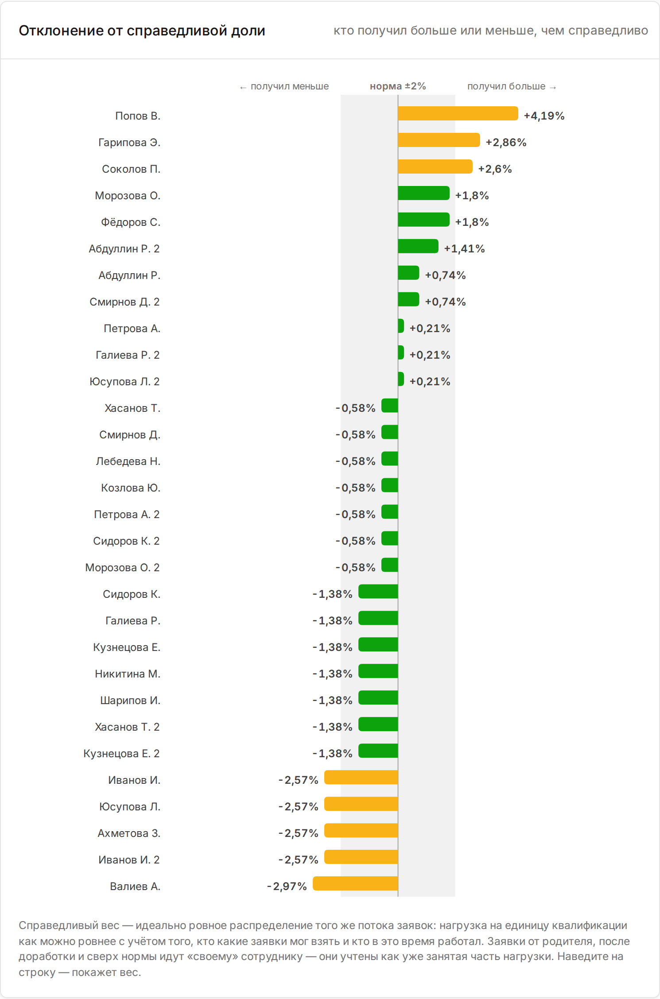 Отклонение от справедливой доли
кто получил больше или меньше, чем справедливо
← получил меньше
норма ±2%
получил больше →
Попов В. +4,19%
Гарипова Э. +2,86%
Соколов П. +2,6%
Морозова О. +1,8%
Фёдоров С. +1,8%
Абдуллин Р. 2 +1,41%
Абдуллин Р. +0,74%
Смирнов Д. 2 +0,74%
Петрова А. +0,21%
Галиева Р. 2 +0,21%
Юсупова Л. 2 +0,21%
Хасанов Т. -0,58%
Смирнов Д. -0,58%
Лебедева Н. -0,58%
Козлова Ю. -0,58%
Петрова А. 2 -0,58%
Сидоров К. 2 -0,58%
Морозова О. 2 -0,58%
Сидоров К. -1,38%
Галиева Р. -1,38%
Кузнецова Е. -1,38%
Никитина М. -1,38%
Шарипов И. -1,38%
Хасанов Т. 2 -1,38%
Кузнецова Е. 2 -1,38%
Иванов И. -2,57%
Юсупова Л. -2,57%
Ахметова З. -2,57%
Иванов И. 2 -2,57%
Валиев А. -2,97%
Справедливый вес — идеально ровное распределение того же потока заявок: нагрузка на единицу квалификации
как можно ровнее с учётом того, кто какие заявки мог взять и кто в это время работал. Заявки от родителя, после
доработки и сверх нормы идут «своему» сотруднику — они учтены как уже занятая часть нагрузки. Наведите на
строку — покажет вес.